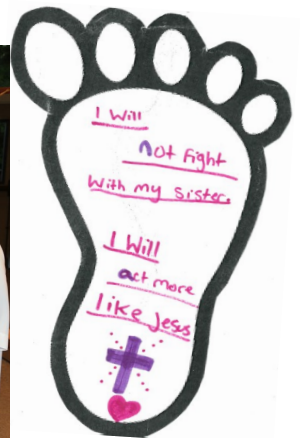 I Will
not Fight
With my Sister.
I Will
act more
like Jesus